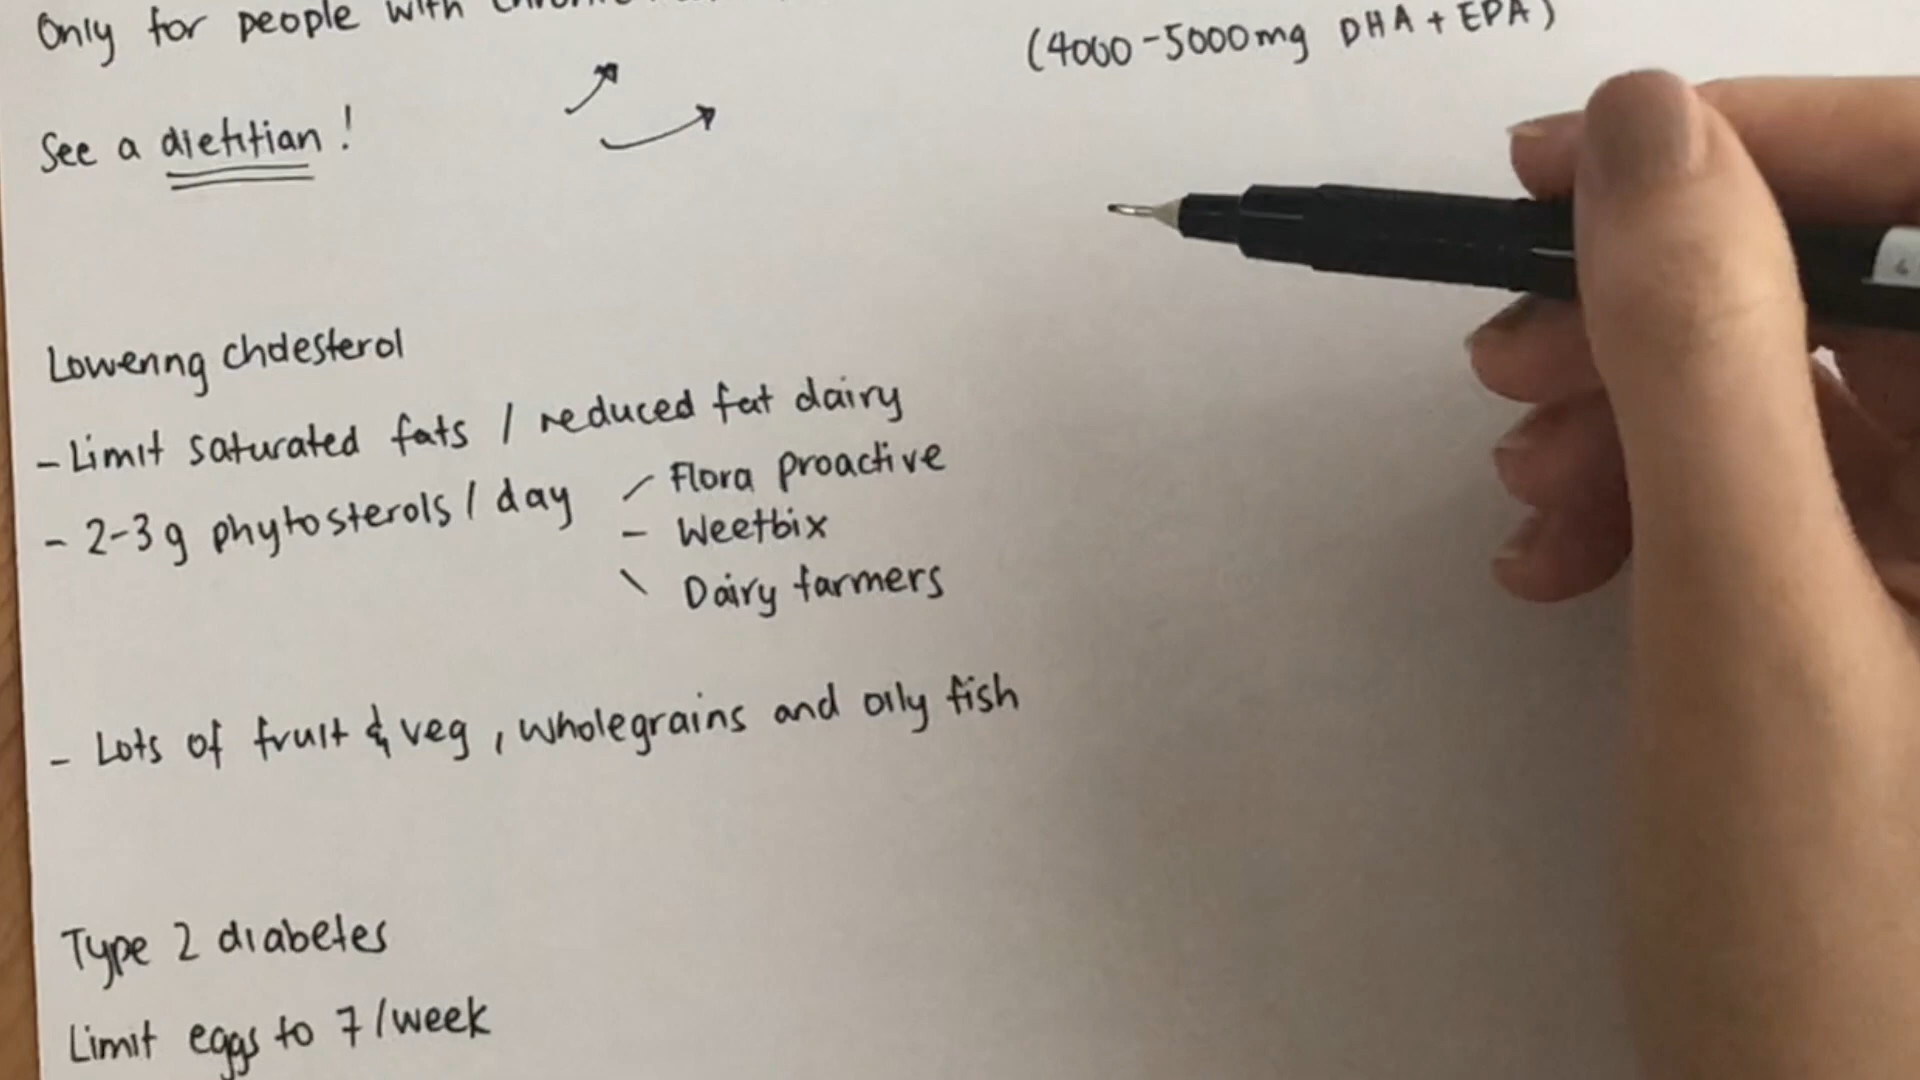 Only for people with
(4000-5000mg DHA + EPA)
See a dietitian!
Lowering cholesterol
- Limit saturated fats / reduced fat dairy
- 2-3g phytosterols / day
Flora proactive
- Weetbix
Dairy farmers
- Lots of fruit & veg, wholegrains and oily fish
Type 2 diabetes
Limit eggs to 7/week